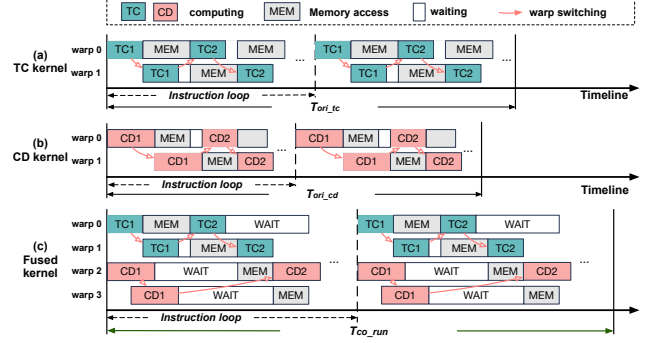 TC CD computing MEM Memory access waiting warp switching
(a)
TC kernel
warp 0 TC1 MEM TC2 MEM ... TC1 MEM TC2 MEM
warp 1 TC1 MEM TC2 TC1 MEM TC2
Instruction loop
Timeline
Tori_tc
(b)
CD kernel
warp 0 CD1 MEM CD2 ... CD1 MEM CD2 ...
warp 1 CD1 MEM CD2 CD1 MEM CD2
Instruction loop
Timeline
Tori_cd
(c)
Fused
kernel
warp 0 TC1 MEM TC2 WAIT TC1 MEM TC2 WAIT
warp 1 TC1 MEM TC2 TC1 MEM TC2
warp 2 CD1 WAIT MEM CD2 ... CD1 WAIT MEM CD2 ...
warp 3 CD1 WAIT MEM CD1 WAIT MEM
Instruction loop
Timeline
Tco_run